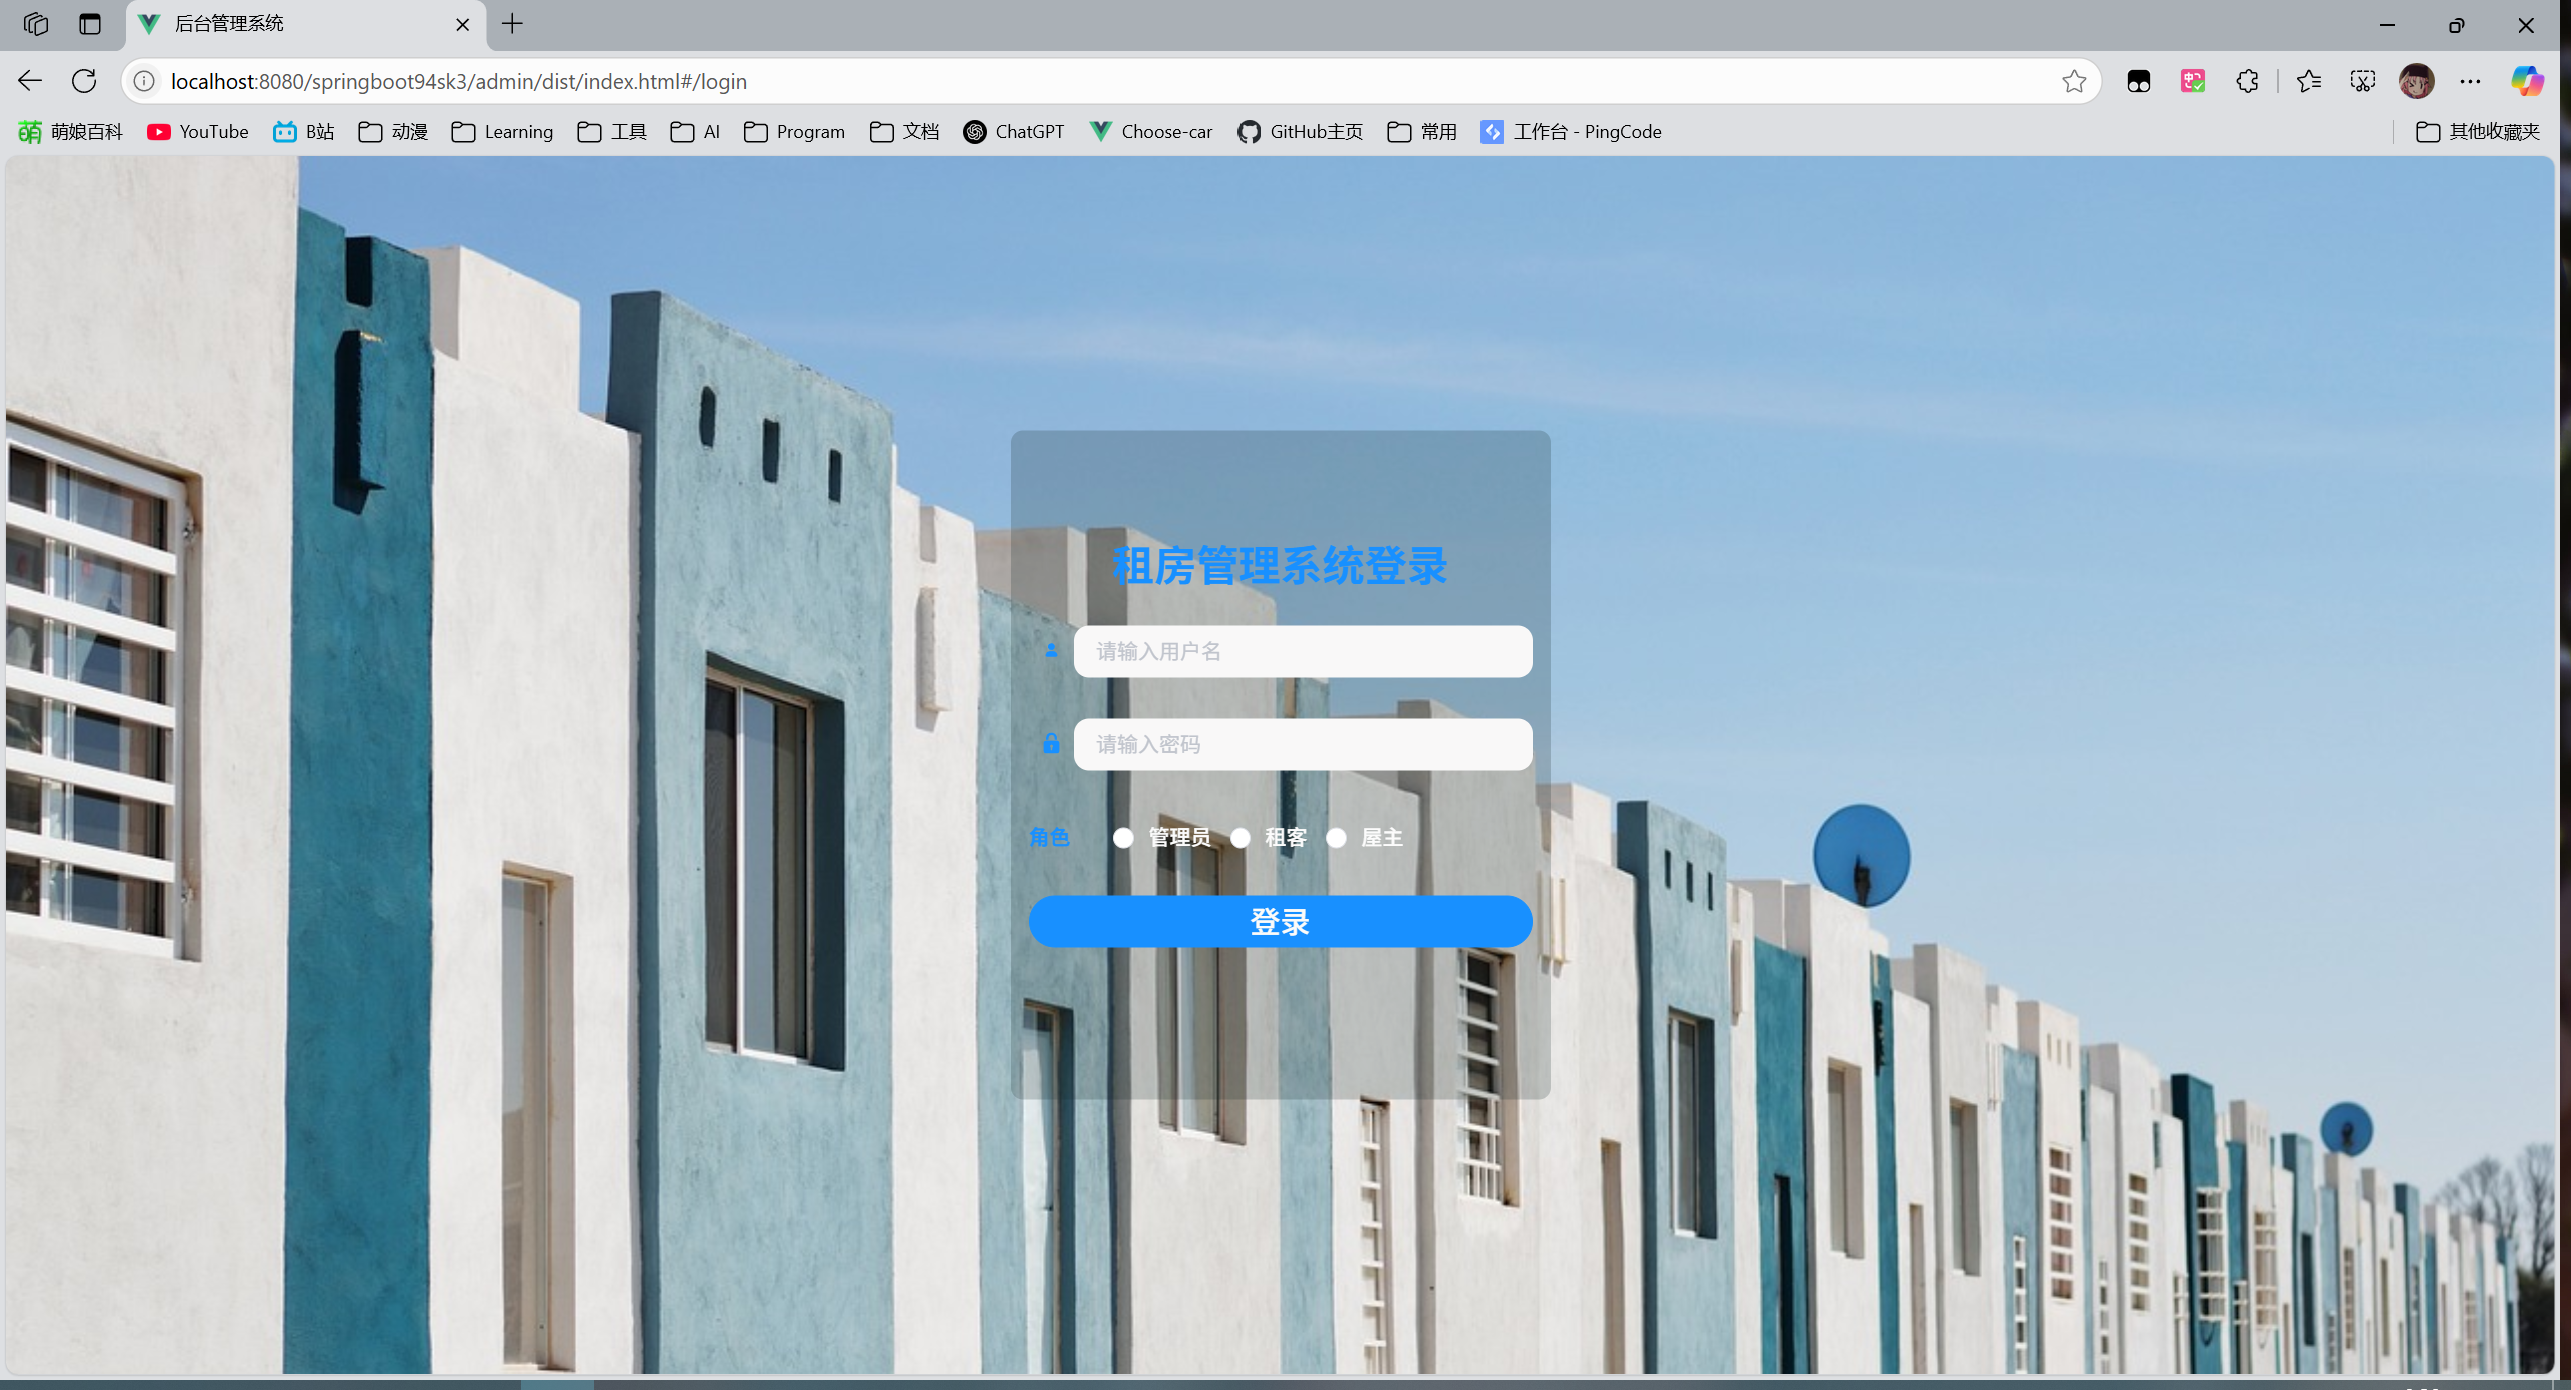 后台管理系统
localhost:8080/springboot94sk3/admin/dist/index.html#/login
萌娘百科 YouTube B站 动漫 Learning 工具 AI Program 文档 ChatGPT Choose-car GitHub主页 常用 工作台 - PingCode 其他收藏夹
租房管理系统登录
请输入用户名
请输入密码
角色 管理员 租客 屋主
登录